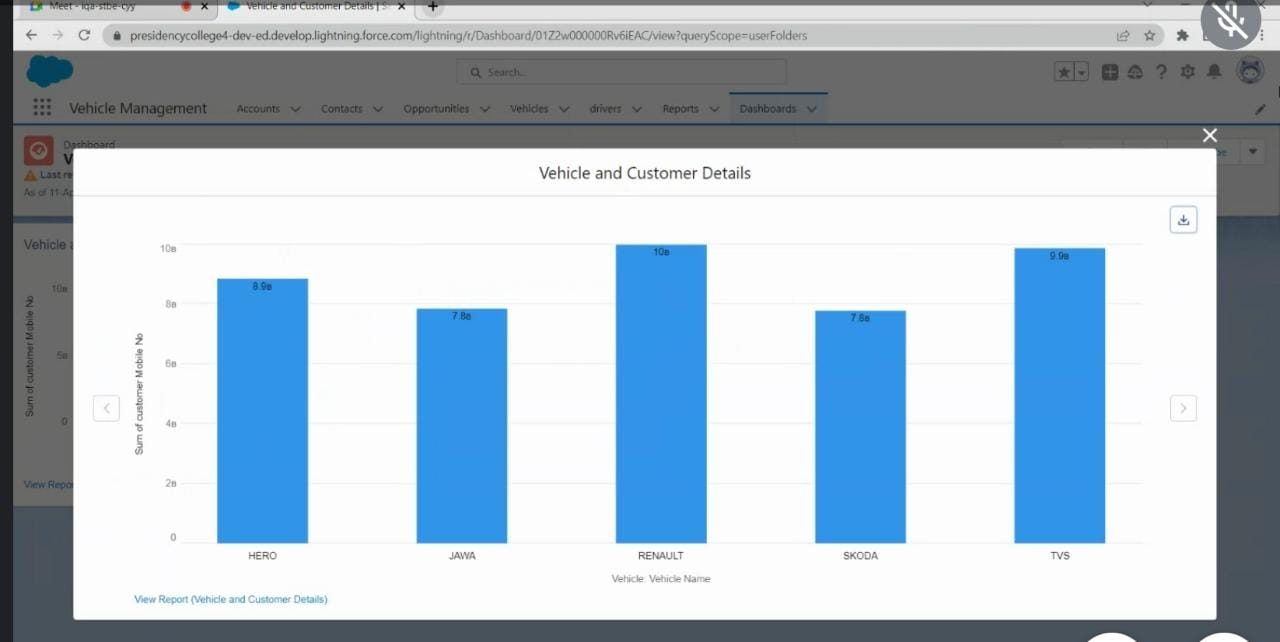 Meet - iqa-stbe-cyy
Vehicle and Customer Details | S
presidencycollege4-dev-ed.develop.lightning.force.com/lightning/r/Dashboard/01Z2w000000Rv6iEAC/view?queryScope=userFolders
Search...
Vehicle Management Accounts Contacts Opportunities Vehicles drivers Reports Dashboards
Dashboard
V
Last re
As of 11-Ap
be
Vehicle a
10B
5B
0
Sum of customer Mobile No
View Repor
Vehicle and Customer Details
10B
8B
6B
4B
2B
0
Sum of customer Mobile No
8.9B
7.8B
10B
7.8B
9.9B
HERO JAWA RENAULT SKODA TVS
Vehicle: Vehicle Name
View Report (Vehicle and Customer Details)